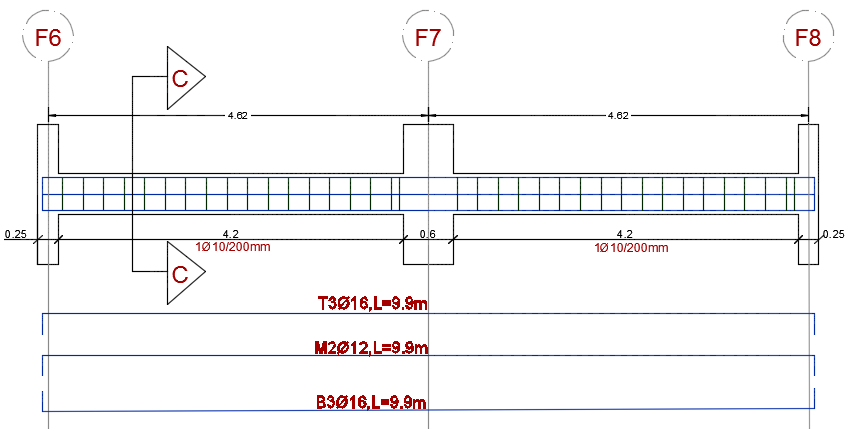 F6 F7 F8
C
4.62 4.62
0.25 4.2 0.6 4.2 0.25
1Ø10/200mm 1Ø10/200mm
C
T3Ø16,L=9.9m
M2Ø12,L=9.9m
B3Ø16,L=9.9m